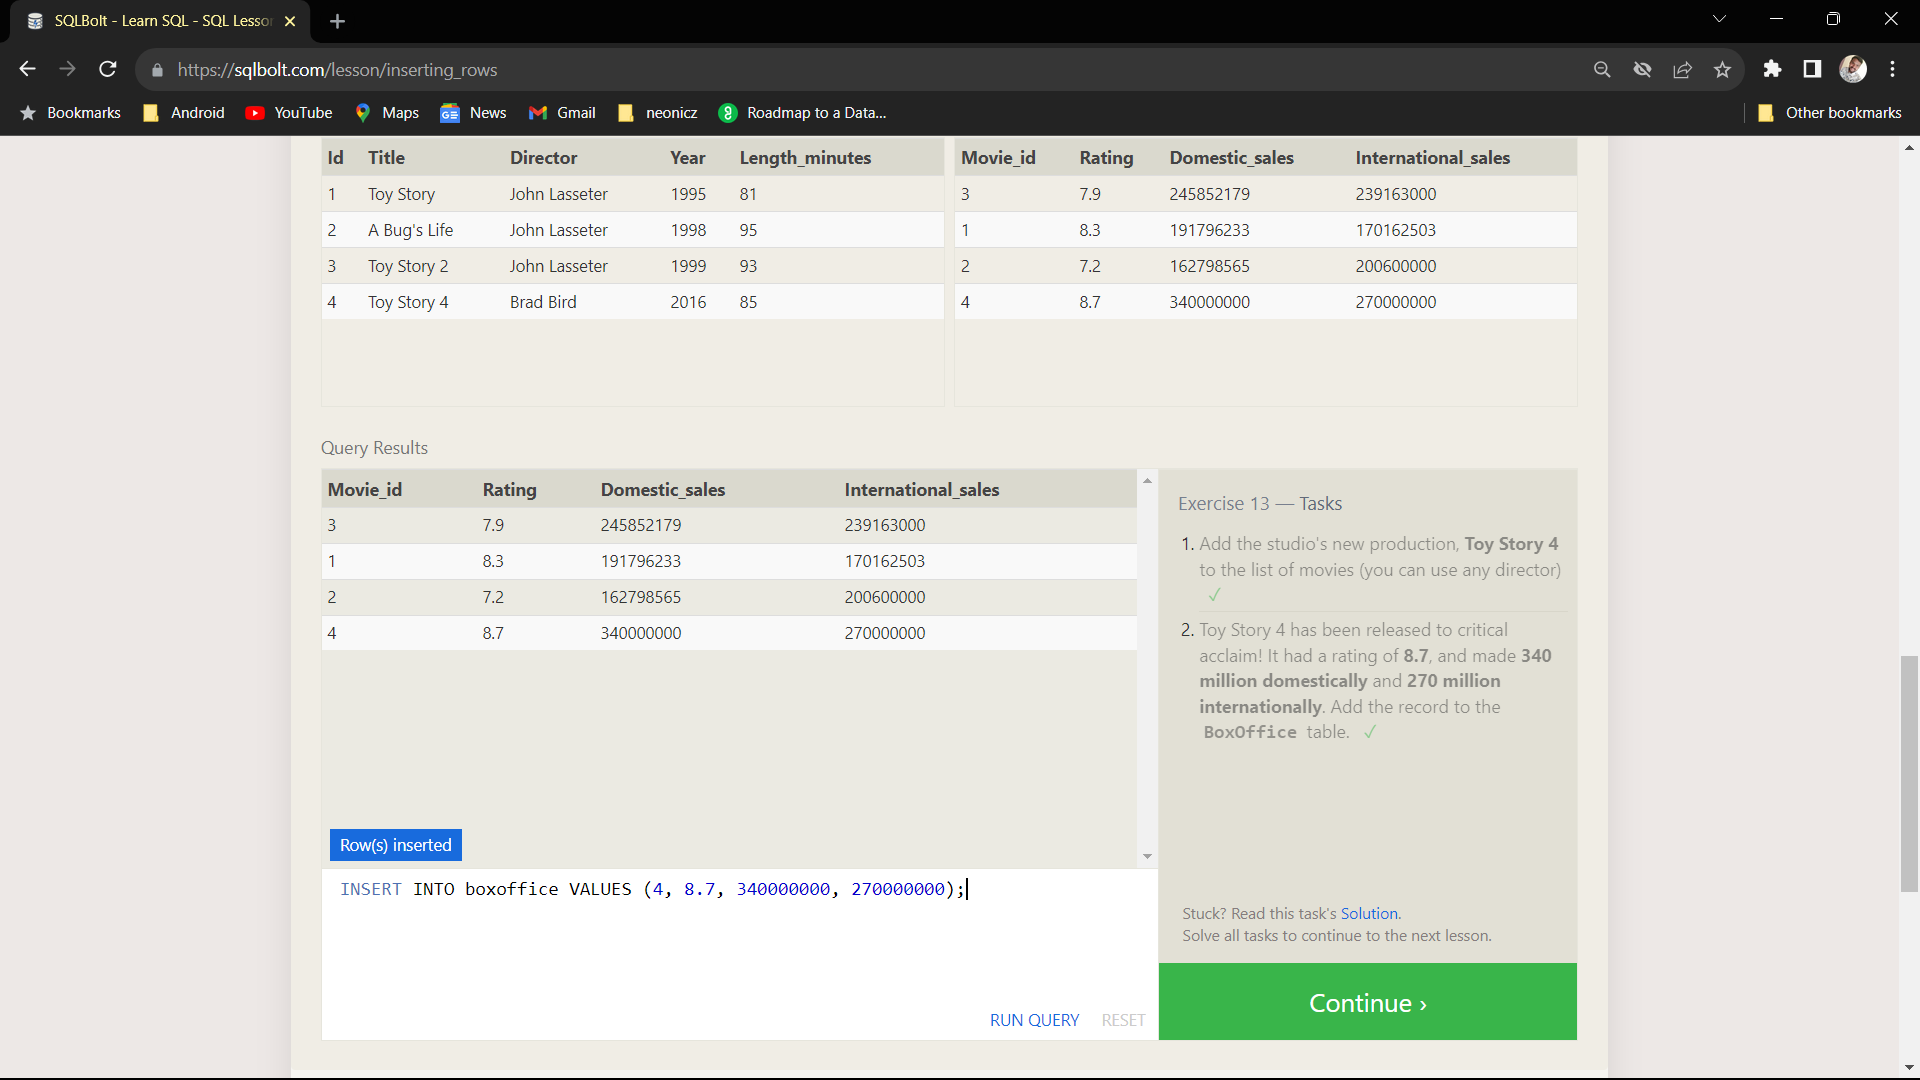 SQLBolt - Learn SQL - SQL Lesso
https://sqlbolt.com/lesson/inserting_rows
Bookmarks Android YouTube Maps News Gmail neonicz Roadmap to a Data... Other bookmarks
Id Title Director Year Length_minutes
1 Toy Story John Lasseter 1995 81
2 A Bug's Life John Lasseter 1998 95
3 Toy Story 2 John Lasseter 1999 93
4 Toy Story 4 Brad Bird 2016 85
Movie_id Rating Domestic_sales International_sales
3 7.9 245852179 239163000
1 8.3 191796233 170162503
2 7.2 162798565 200600000
4 8.7 340000000 270000000
Query Results
Movie_id Rating Domestic_sales International_sales
3 7.9 245852179 239163000
1 8.3 191796233 170162503
2 7.2 162798565 200600000
4 8.7 340000000 270000000
Row(s) inserted
INSERT INTO boxoffice VALUES (4, 8.7, 340000000, 270000000);
RUN QUERY RESET
Exercise 13 — Tasks
1. Add the studio's new production, Toy Story 4
to the list of movies (you can use any director)
✓
2. Toy Story 4 has been released to critical
acclaim! It had a rating of 8.7, and made 340
million domestically and 270 million
internationally. Add the record to the
BoxOffice table. ✓
Stuck? Read this task's Solution.
Solve all tasks to continue to the next lesson.
Continue ›